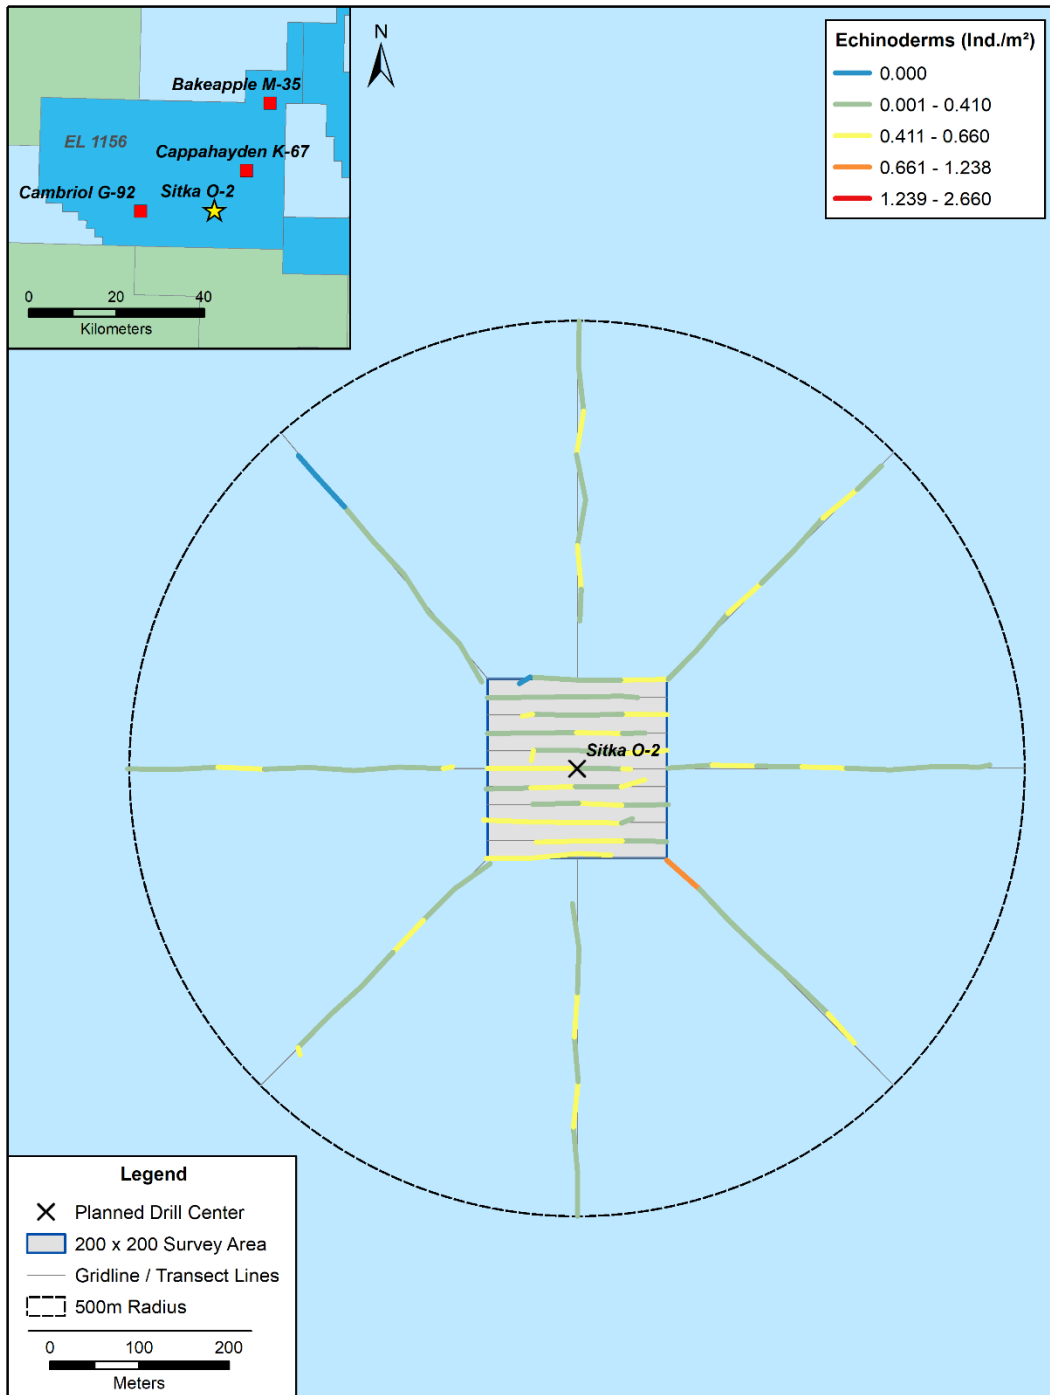 Bakeapple M-35
EL 1156
Cappahayden K-67
Cambriol G-92
Sitka O-2
0 20 40
Kilometers
N
Echinoderms (Ind./m²)
0.000
0.001 - 0.410
0.411 - 0.660
0.661 - 1.238
1.239 - 2.660
Sitka O-2
Legend
Planned Drill Center
200 x 200 Survey Area
Gridline / Transect Lines
500m Radius
0 100 200
Meters